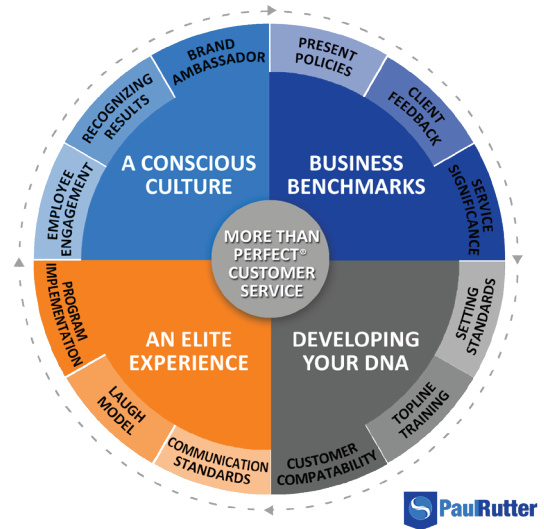 BRAND
AMBASSADOR
PRESENT
POLICIES
RECOGNIZING
RESULTS
CLIENT
FEEDBACK
EMPLOYEE
ENGAGEMENT
A CONSCIOUS
CULTURE
BUSINESS
BENCHMARKS
SERVICE
SIGNIFICANCE
MORE THAN
PERFECT®
CUSTOMER
SERVICE
PROGRAM
IMPLEMENTATION
AN ELITE
EXPERIENCE
DEVELOPING
YOUR DNA
SETTING
STANDARDS
LAUGH
MODEL
TOPLINE
TRAINING
COMMUNICATION
STANDARDS
CUSTOMER
COMPATABILITY
PaulRutter